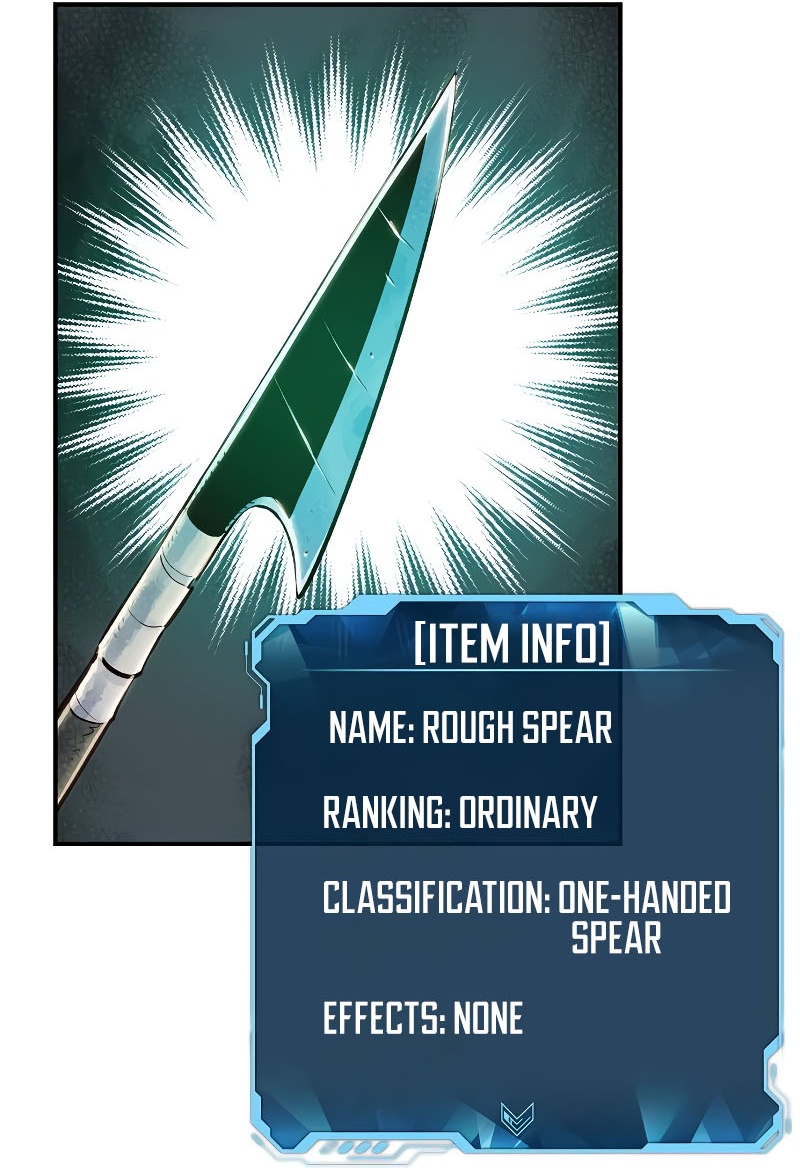 [ITEM INFO]
NAME: ROUGH SPEAR
RANKING: ORDINARY
CLASSIFICATION: ONE-HANDED
SPEAR
EFFECTS: NONE